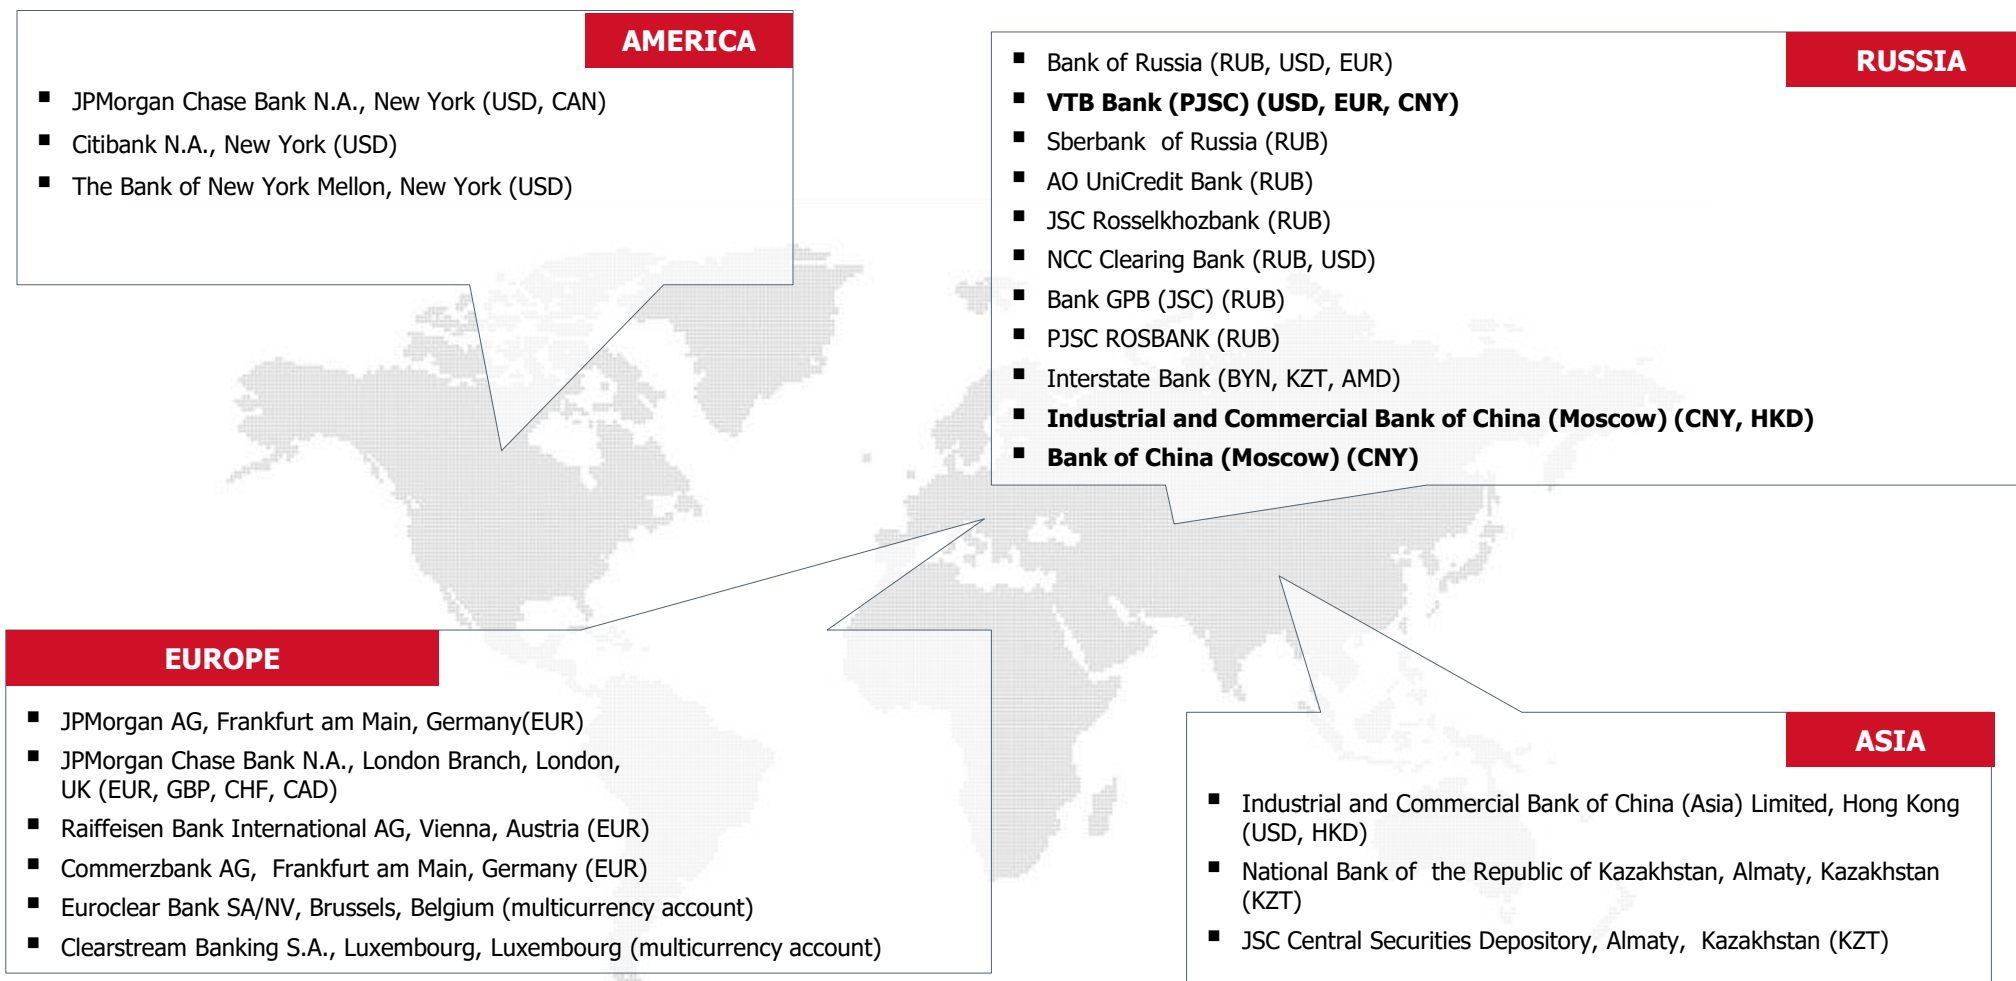 AMERICA
▪ JPMorgan Chase Bank N.A., New York (USD, CAN)
▪ Citibank N.A., New York (USD)
▪ The Bank of New York Mellon, New York (USD)
RUSSIA
▪ Bank of Russia (RUB, USD, EUR)
▪ VTB Bank (PJSC) (USD, EUR, CNY)
▪ Sberbank of Russia (RUB)
▪ AO UniCredit Bank (RUB)
▪ JSC Rosselkhozbank (RUB)
▪ NCC Clearing Bank (RUB, USD)
▪ Bank GPB (JSC) (RUB)
▪ PJSC ROSBANK (RUB)
▪ Interstate Bank (BYN, KZT, AMD)
▪ Industrial and Commercial Bank of China (Moscow) (CNY, HKD)
▪ Bank of China (Moscow) (CNY)
EUROPE
▪ JPMorgan AG, Frankfurt am Main, Germany(EUR)
▪ JPMorgan Chase Bank N.A., London Branch, London,
UK (EUR, GBP, CHF, CAD)
▪ Raiffeisen Bank International AG, Vienna, Austria (EUR)
▪ Commerzbank AG, Frankfurt am Main, Germany (EUR)
▪ Euroclear Bank SA/NV, Brussels, Belgium (multicurrency account)
▪ Clearstream Banking S.A., Luxembourg, Luxembourg (multicurrency account)
ASIA
▪ Industrial and Commercial Bank of China (Asia) Limited, Hong Kong
(USD, HKD)
▪ National Bank of the Republic of Kazakhstan, Almaty, Kazakhstan
(KZT)
▪ JSC Central Securities Depository, Almaty, Kazakhstan (KZT)